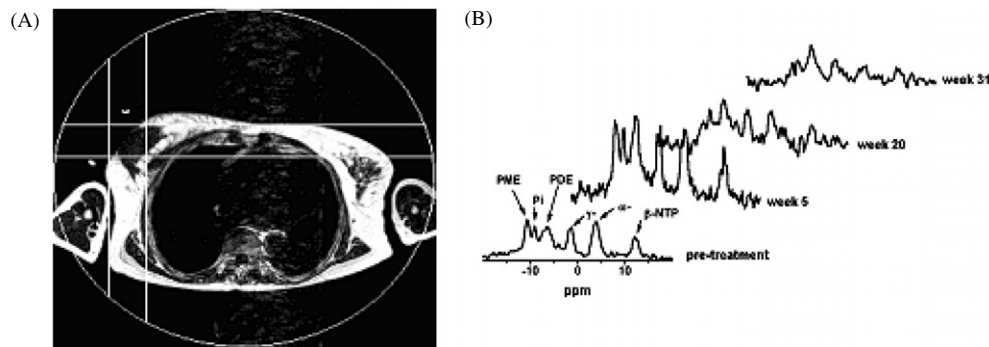 (A)
(B)
week 31
week 20
week 5
PME
Pi
PDE
γ-
α-
β-NTP
pre-treatment
-10
0
10
ppm